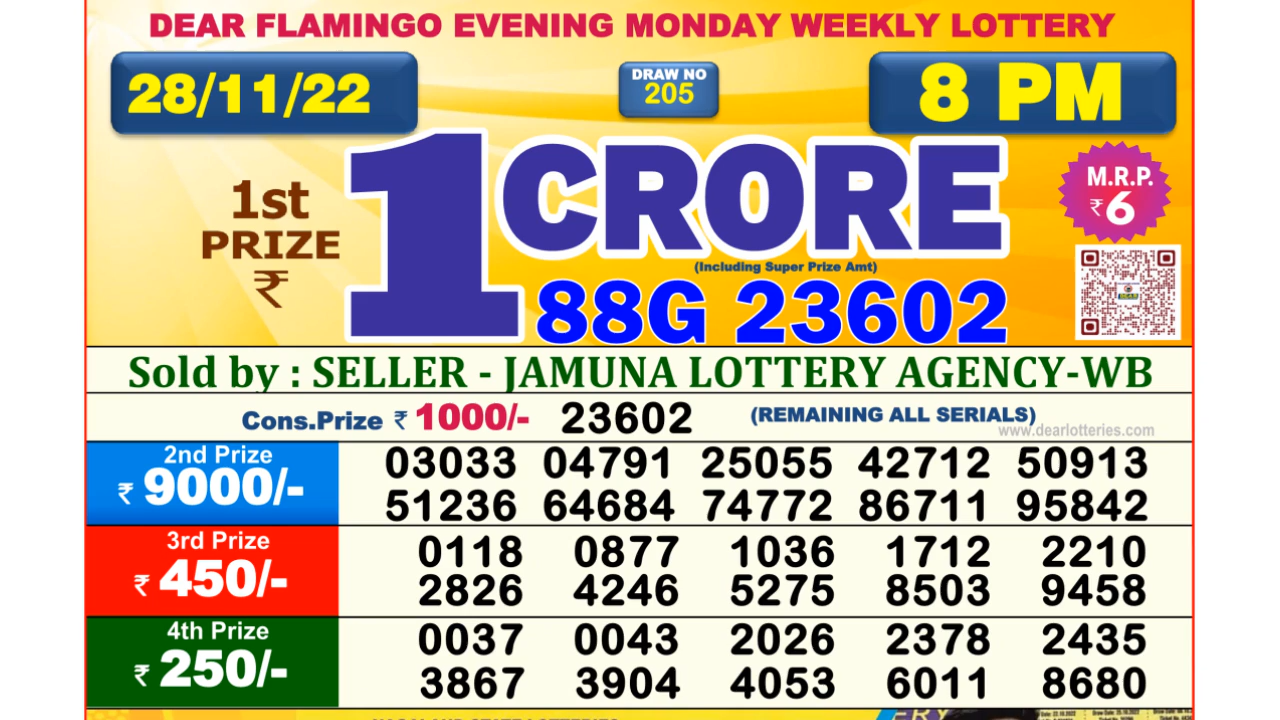 DEAR FLAMINGO EVENING MONDAY WEEKLY LOTTERY
28/11/22
DRAW NO
205
8 PM
1st
PRIZE
₹
1 CRORE
(Including Super Prize Amt)
88G 23602
M.R.P.
₹6
Sold by : SELLER - JAMUNA LOTTERY AGENCY-WB
Cons.Prize ₹ 1000/- 23602 (REMAINING ALL SERIALS)
www.dearlotteries.com
2nd Prize
₹ 9000/-
03033 04791 25055 42712 50913
51236 64684 74772 86711 95842
3rd Prize
₹ 450/-
0118 0877 1036 1712 2210
2826 4246 5275 8503 9458
4th Prize
₹ 250/-
0037 0043 2026 2378 2435
3867 3904 4053 6011 8680